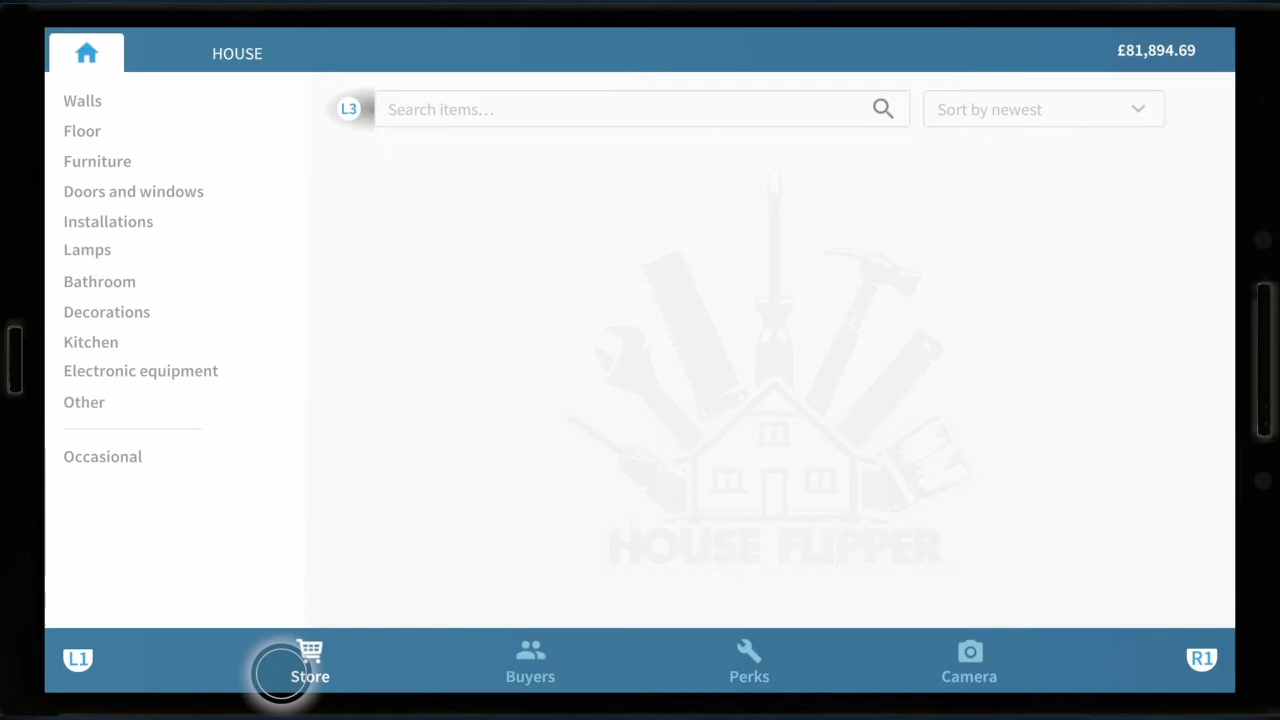 HOUSE
£81,894.69
Walls
Floor
Furniture
Doors and windows
Installations
Lamps
Bathroom
Decorations
Kitchen
Electronic equipment
Other
Occasional
L3
Search items...
Sort by newest
HOUSE FLIPPER
L1
Store
Buyers
Perks
Camera
R1